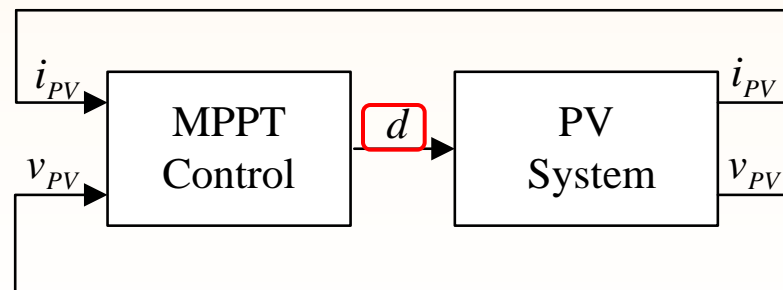 i_PV
MPPT
Control
v_PV
d
PV
System
i_PV
v_PV